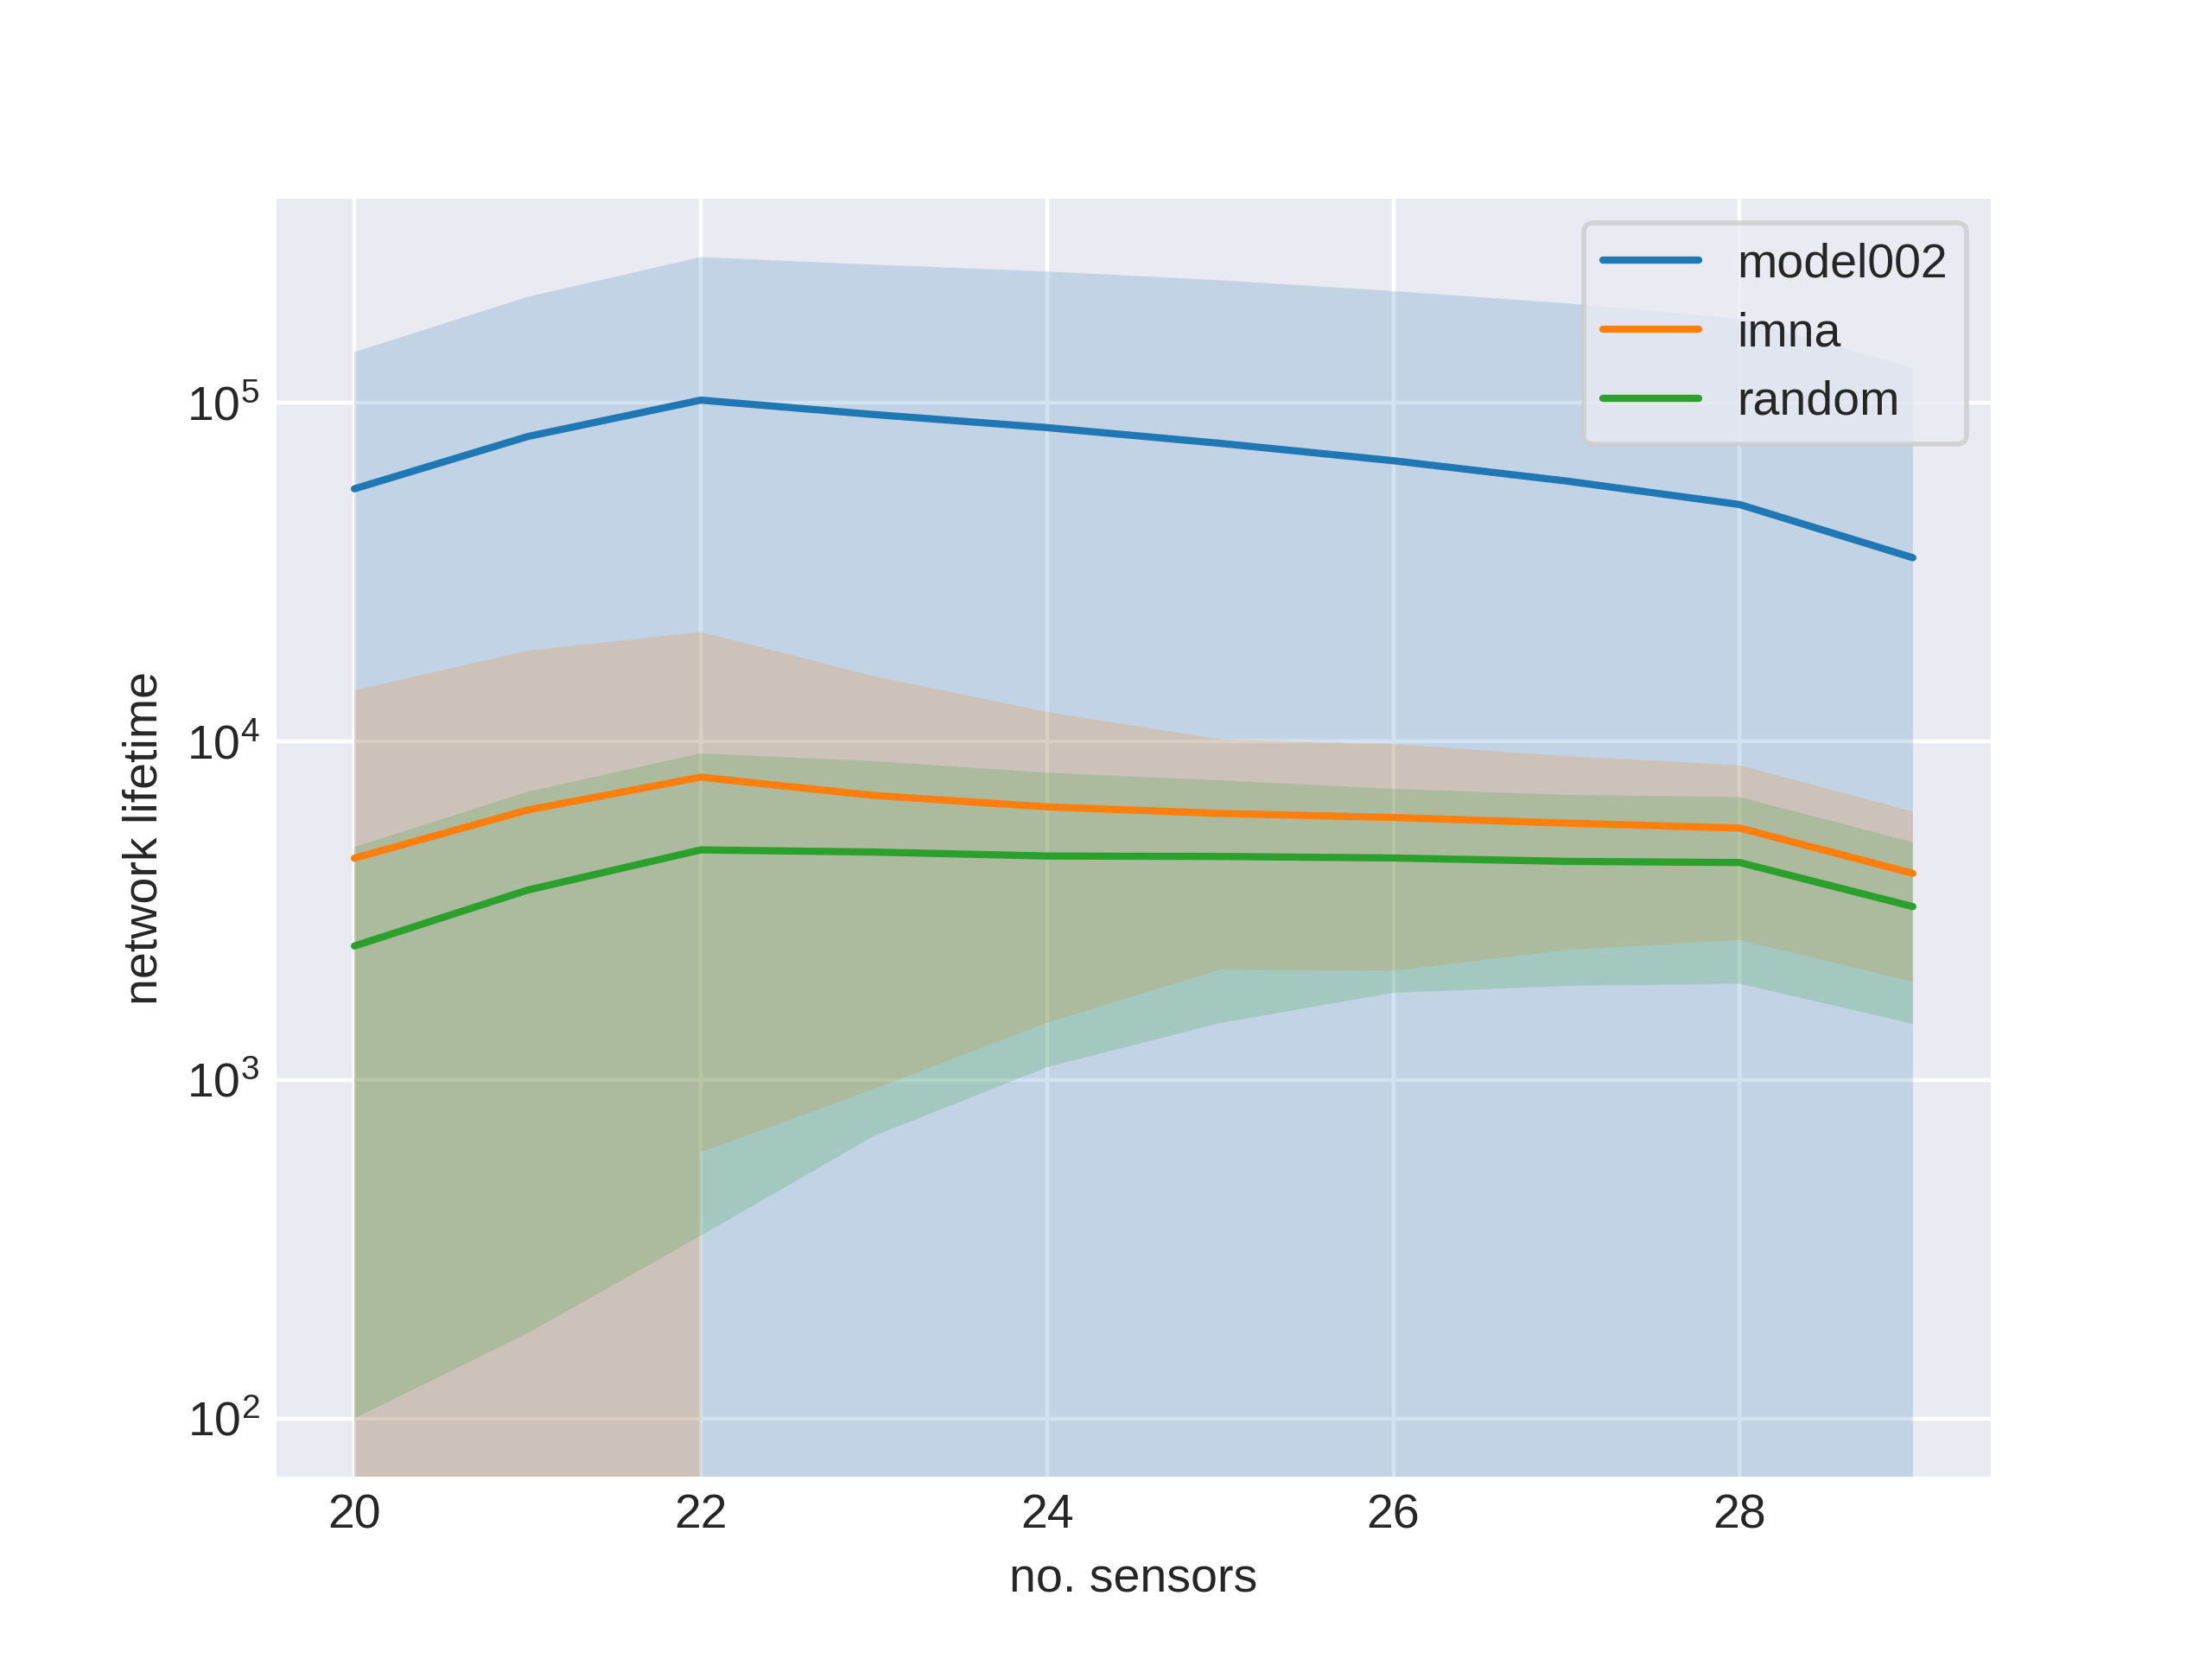 model002
imna
random
10^5
10^4
10^3
10^2
network lifetime
20 22 24 26 28
no. sensors